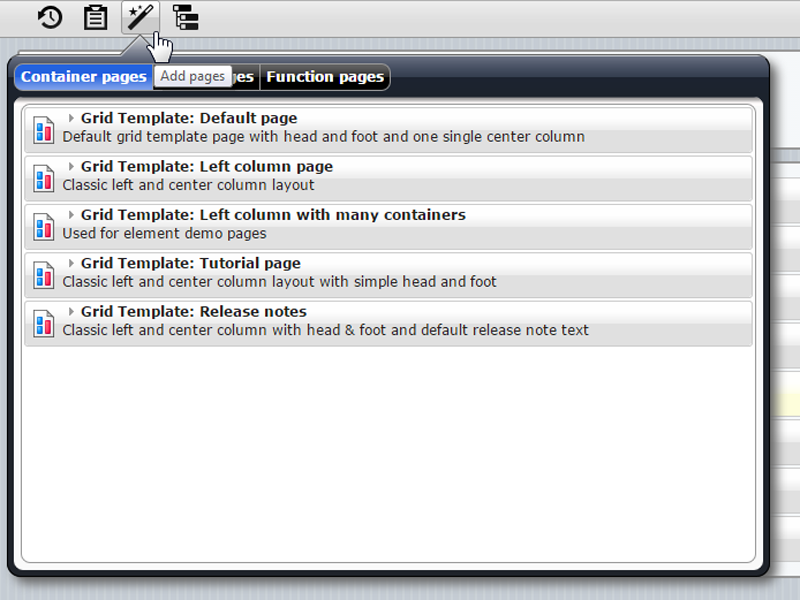 Container pages
Add pages
Function pages
Grid Template: Default page
Default grid template page with head and foot and one single center column
Grid Template: Left column page
Classic left and center column layout
Grid Template: Left column with many containers
Used for element demo pages
Grid Template: Tutorial page
Classic left and center column layout with simple head and foot
Grid Template: Release notes
Classic left and center column with head & foot and default release note text